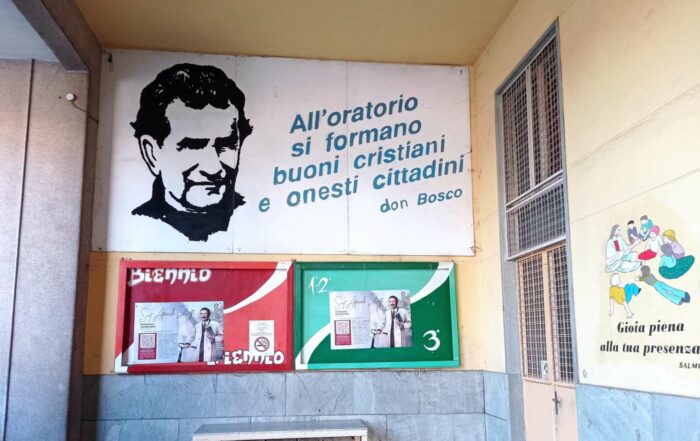 All'oratorio
si formano
buoni cristiani
e onesti cittadini
don Bosco
BIENNIO
BIENNIO
1-2°
3°
Gioia piena
alla tua presenza
SALMO